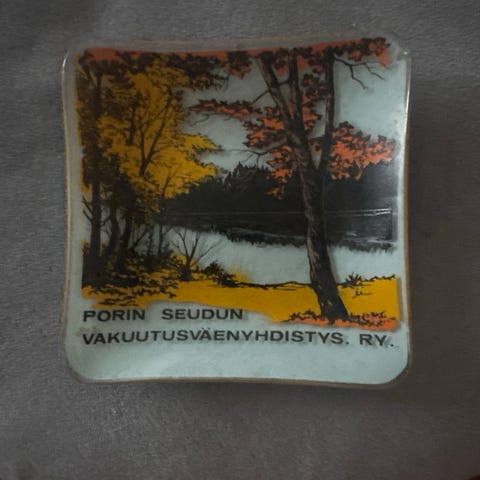 PORIN SEUDUN
VAKUUTUSVÄENYHDISTYS. RY.